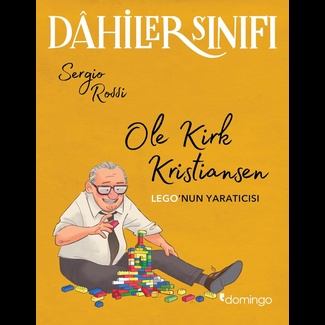 DÂHİLER SINIFI
Sergio
Rossi
Ole Kirk
Kristiansen
LEGO'NUN YARATICISI
domingo